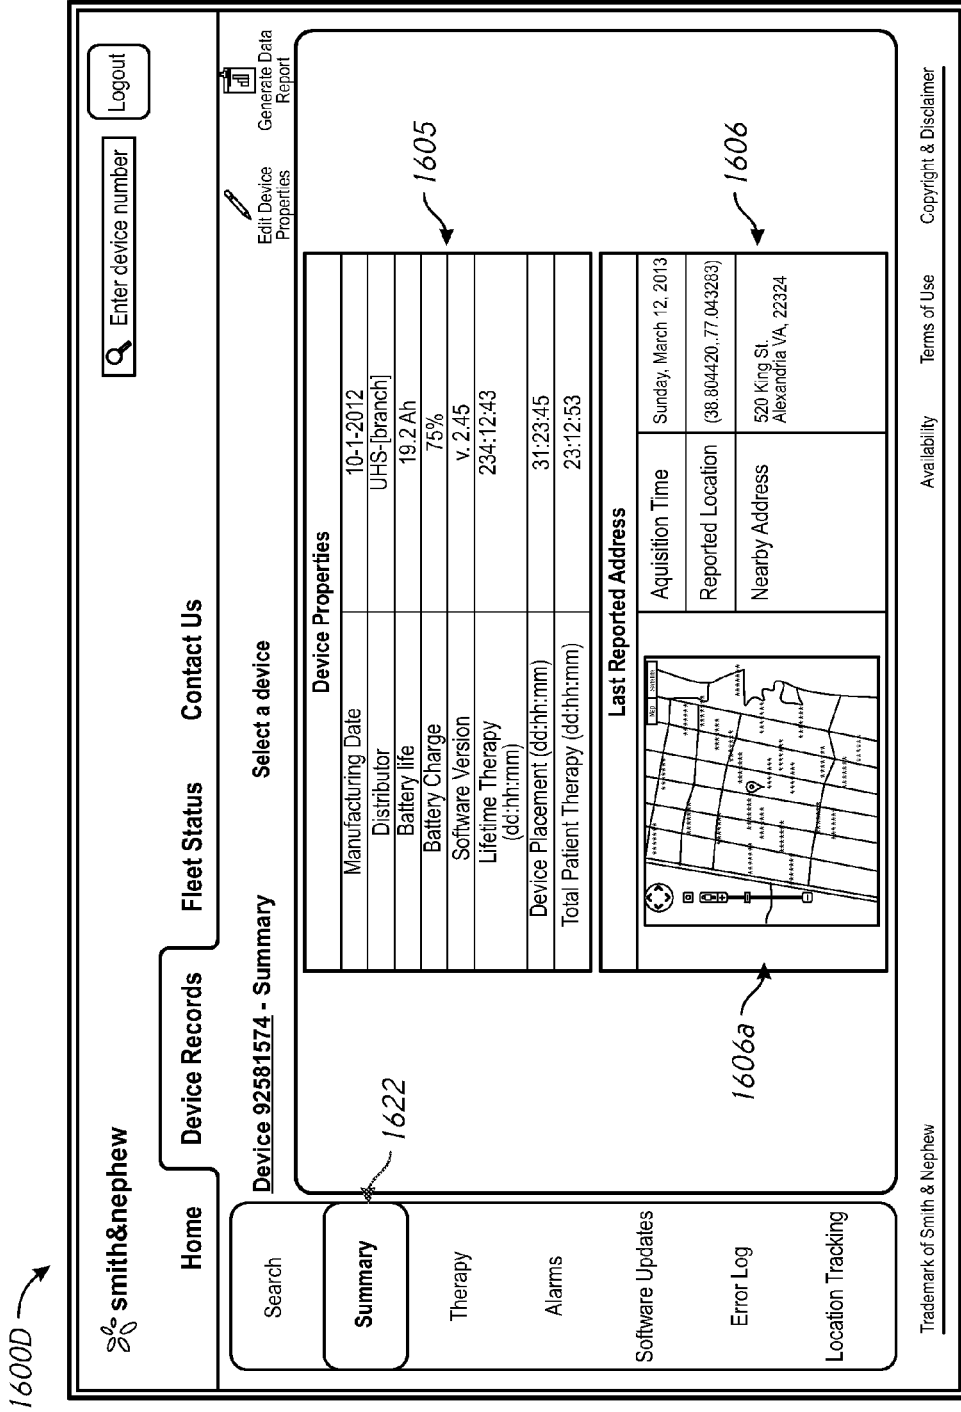 1600D
smith&nephew
Enter device number
Logout
Home
Device Records
Fleet Status
Contact Us
Device 92581574 - Summary
Select a device
Edit Device
Properties
Generate Data
Report
Search
Summary
Therapy
Alarms
Software Updates
Error Log
Location Tracking
1622
Device Properties
Manufacturing Date 10-1-2012
Distributor UHS-[branch]
Battery life 19.2 Ah
Battery Charge 75%
Software Version v. 2.45
Lifetime Therapy 234:12:43
(dd:hh:mm)
Device Placement (dd:hh:mm) 31:23:45
Total Patient Therapy (dd:hh:mm) 23:12:53
1605
Last Reported Address
Map Satellite
Aquisition Time Sunday, March 12, 2013
Reported Location (38.804420,.77.043283)
Nearby Address 520 King St.
Alexandria VA, 22324
1606
1606a
Trademark of Smith & Nephew
Availability
Terms of Use
Copyright & Disclaimer